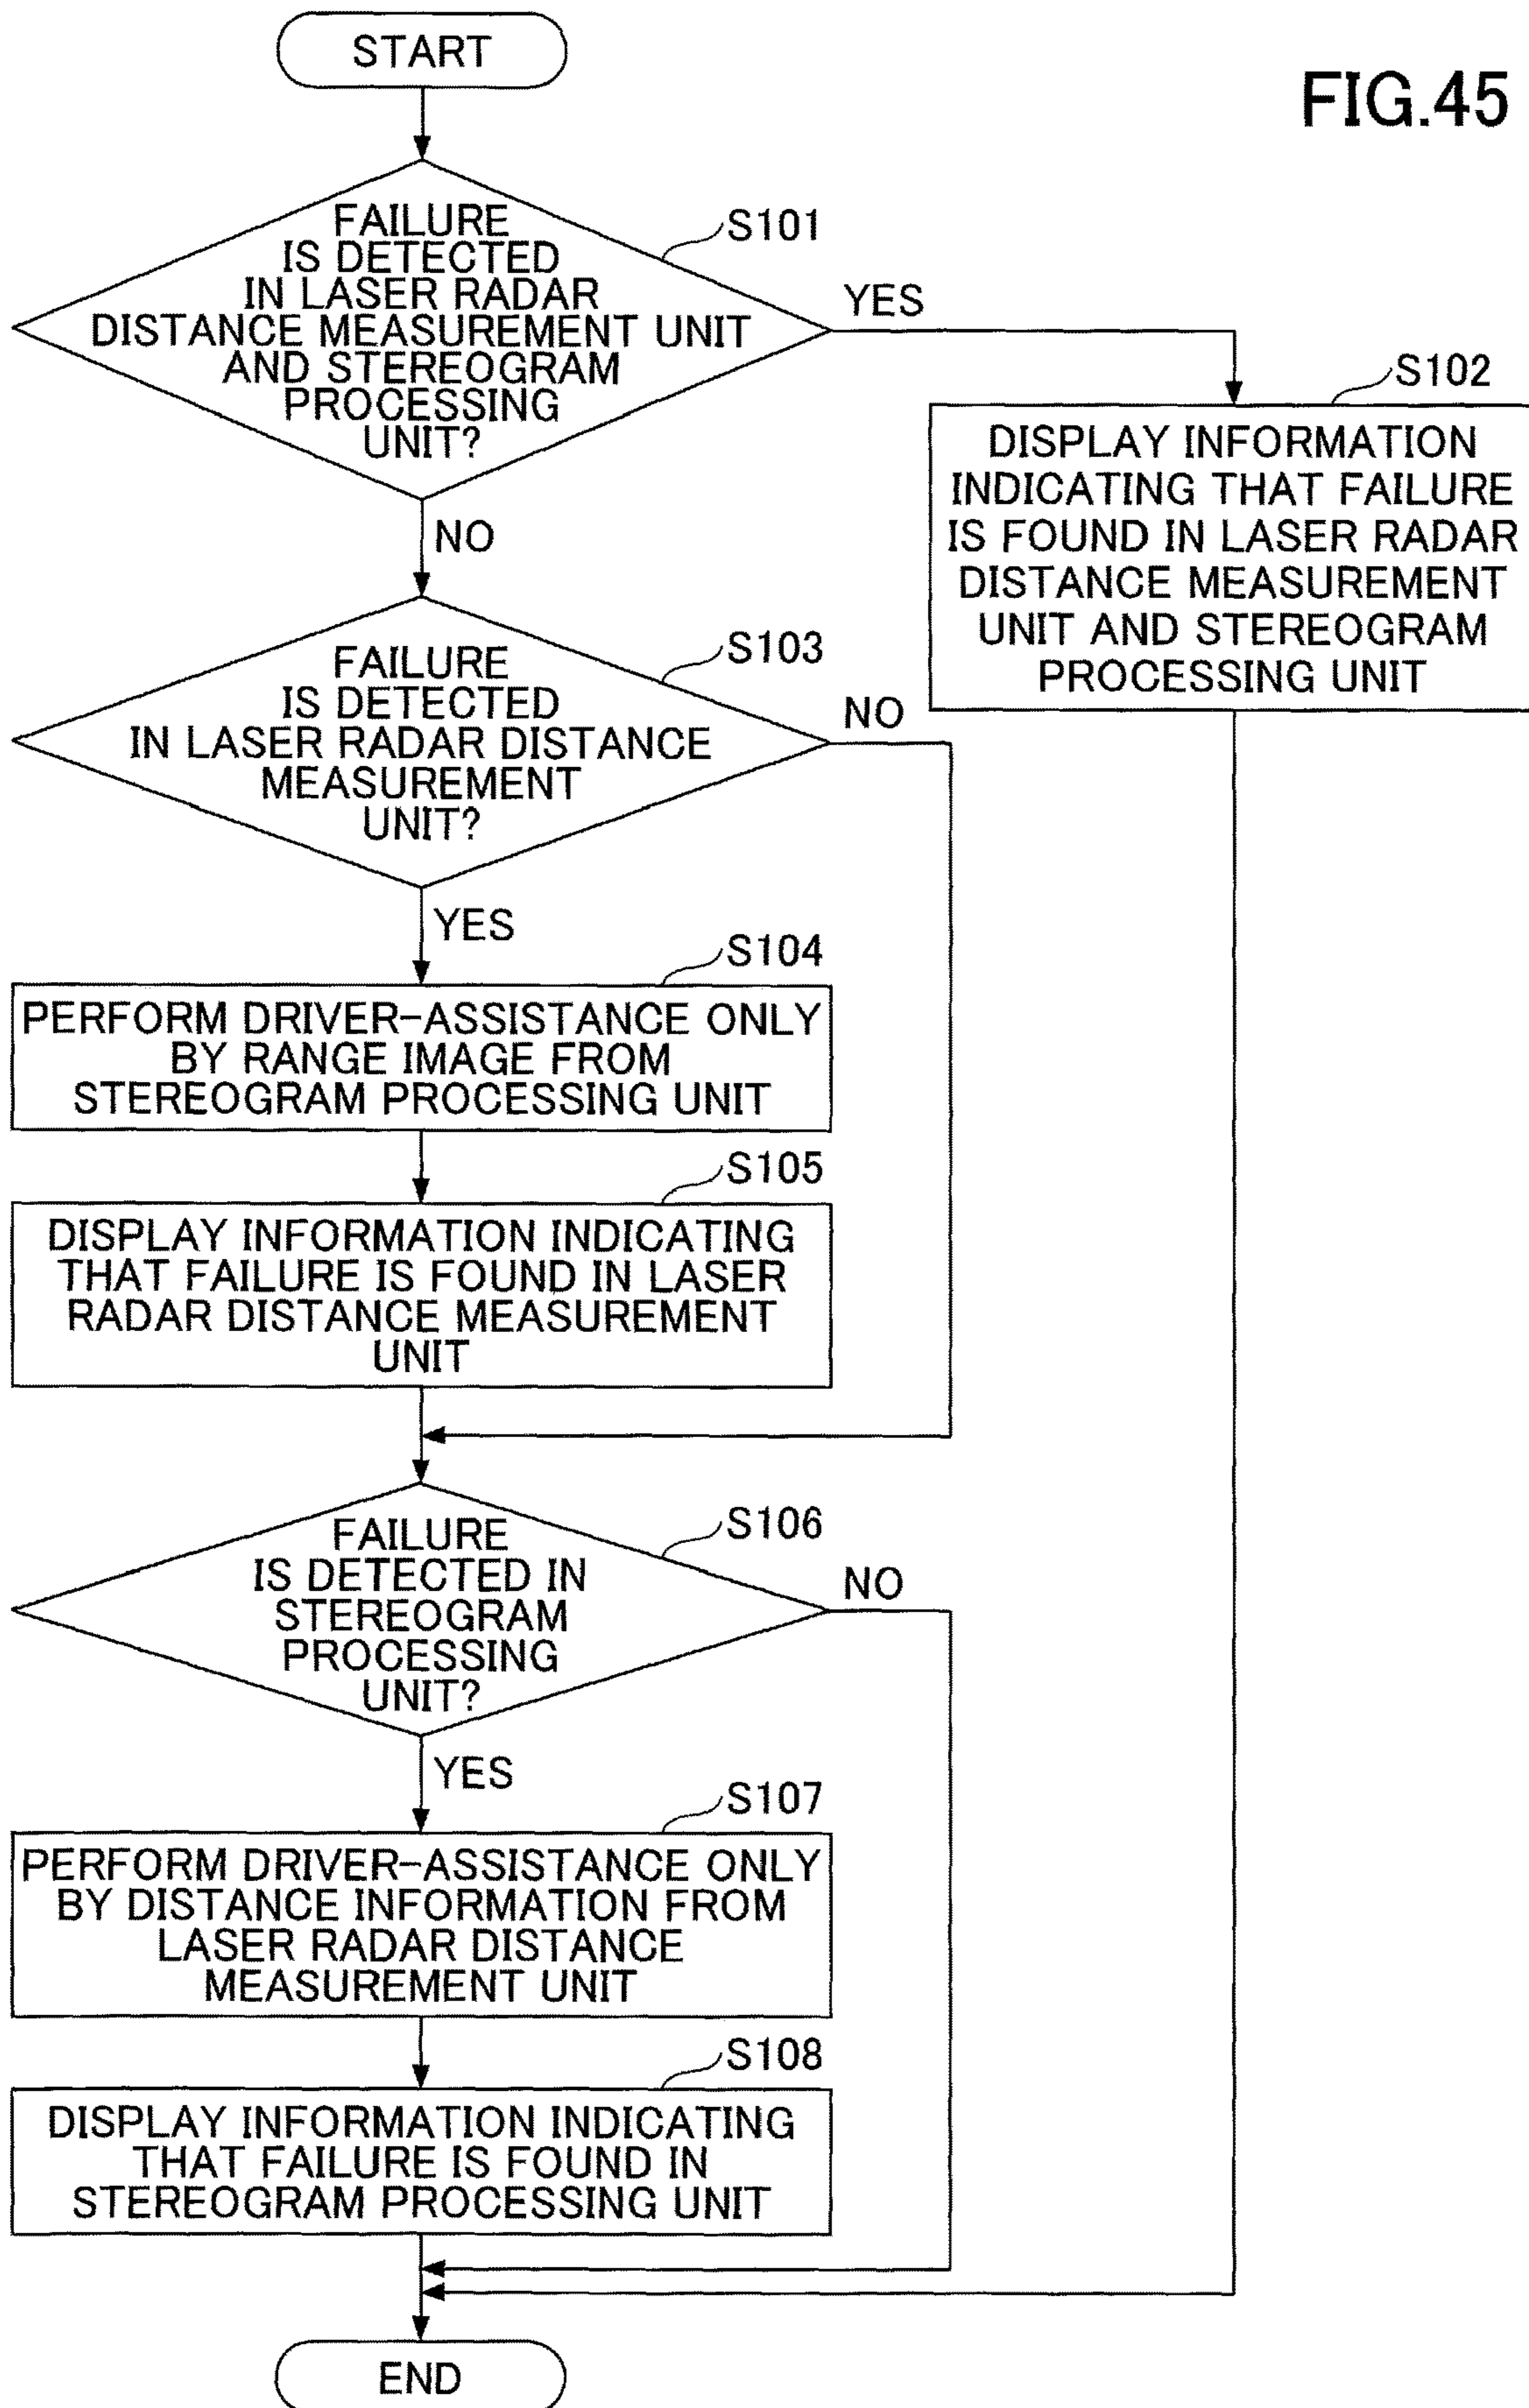 START
FIG.45
FAILURE
IS DETECTED
IN LASER RADAR
DISTANCE MEASUREMENT UNIT
AND STEREOGRAM
PROCESSING
UNIT?
S101
YES
NO
S102
DISPLAY INFORMATION
INDICATING THAT FAILURE
IS FOUND IN LASER RADAR
DISTANCE MEASUREMENT
UNIT AND STEREOGRAM
PROCESSING UNIT
FAILURE
IS DETECTED
IN LASER RADAR DISTANCE
MEASUREMENT
UNIT?
S103
NO
YES
S104
PERFORM DRIVER-ASSISTANCE ONLY
BY RANGE IMAGE FROM
STEREOGRAM PROCESSING UNIT
S105
DISPLAY INFORMATION INDICATING
THAT FAILURE IS FOUND IN LASER
RADAR DISTANCE MEASUREMENT
UNIT
FAILURE
IS DETECTED IN
STEREOGRAM
PROCESSING
UNIT?
S106
NO
YES
S107
PERFORM DRIVER-ASSISTANCE ONLY
BY DISTANCE INFORMATION FROM
LASER RADAR DISTANCE
MEASUREMENT UNIT
S108
DISPLAY INFORMATION INDICATING
THAT FAILURE IS FOUND IN
STEREOGRAM PROCESSING UNIT
END